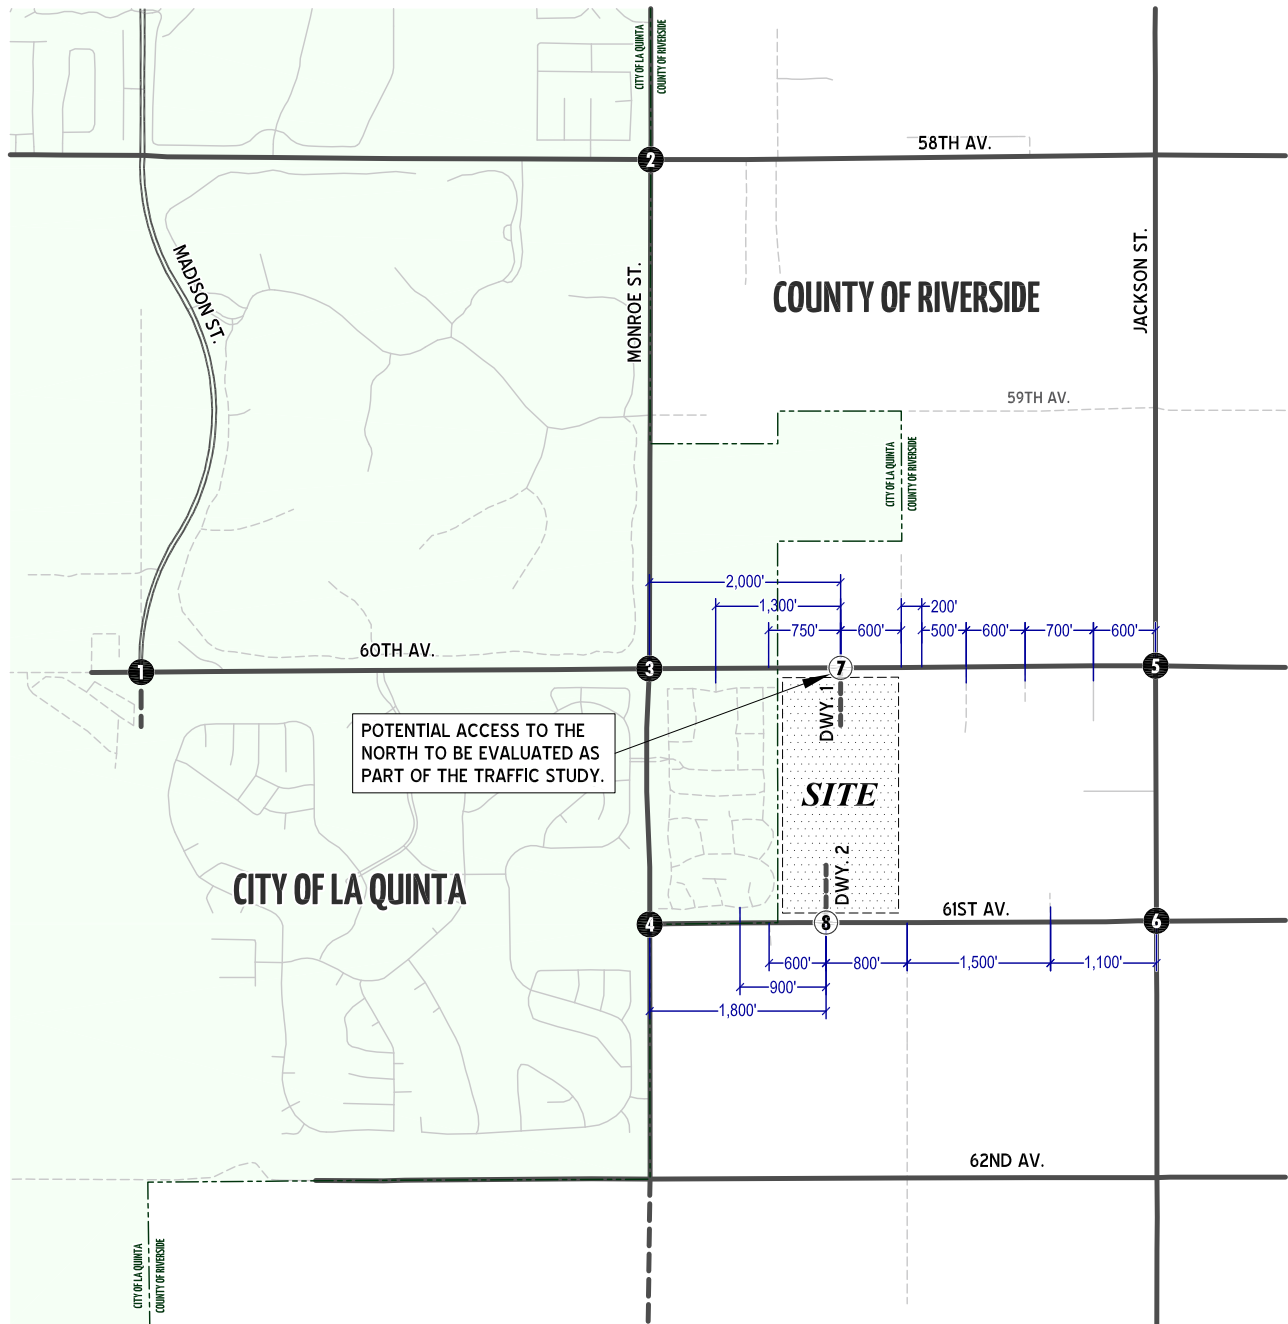 CITY OF LA QUINTA
COUNTY OF RIVERSIDE
58TH AV.
2
MADISON ST.
MONROE ST.
JACKSON ST.
COUNTY OF RIVERSIDE
59TH AV.
CITY OF LA QUINTA
COUNTY OF RIVERSIDE
2,000'
1,300'
200'
750'
600'
500'
600'
700'
600'
60TH AV.
1
3
7
5
DWY. 1
POTENTIAL ACCESS TO THE
NORTH TO BE EVALUATED AS
PART OF THE TRAFFIC STUDY.
SITE
DWY. 2
CITY OF LA QUINTA
61ST AV.
4
8
6
600'
800'
1,500'
1,100'
900'
1,800'
62ND AV.
CITY OF LA QUINTA
COUNTY OF RIVERSIDE